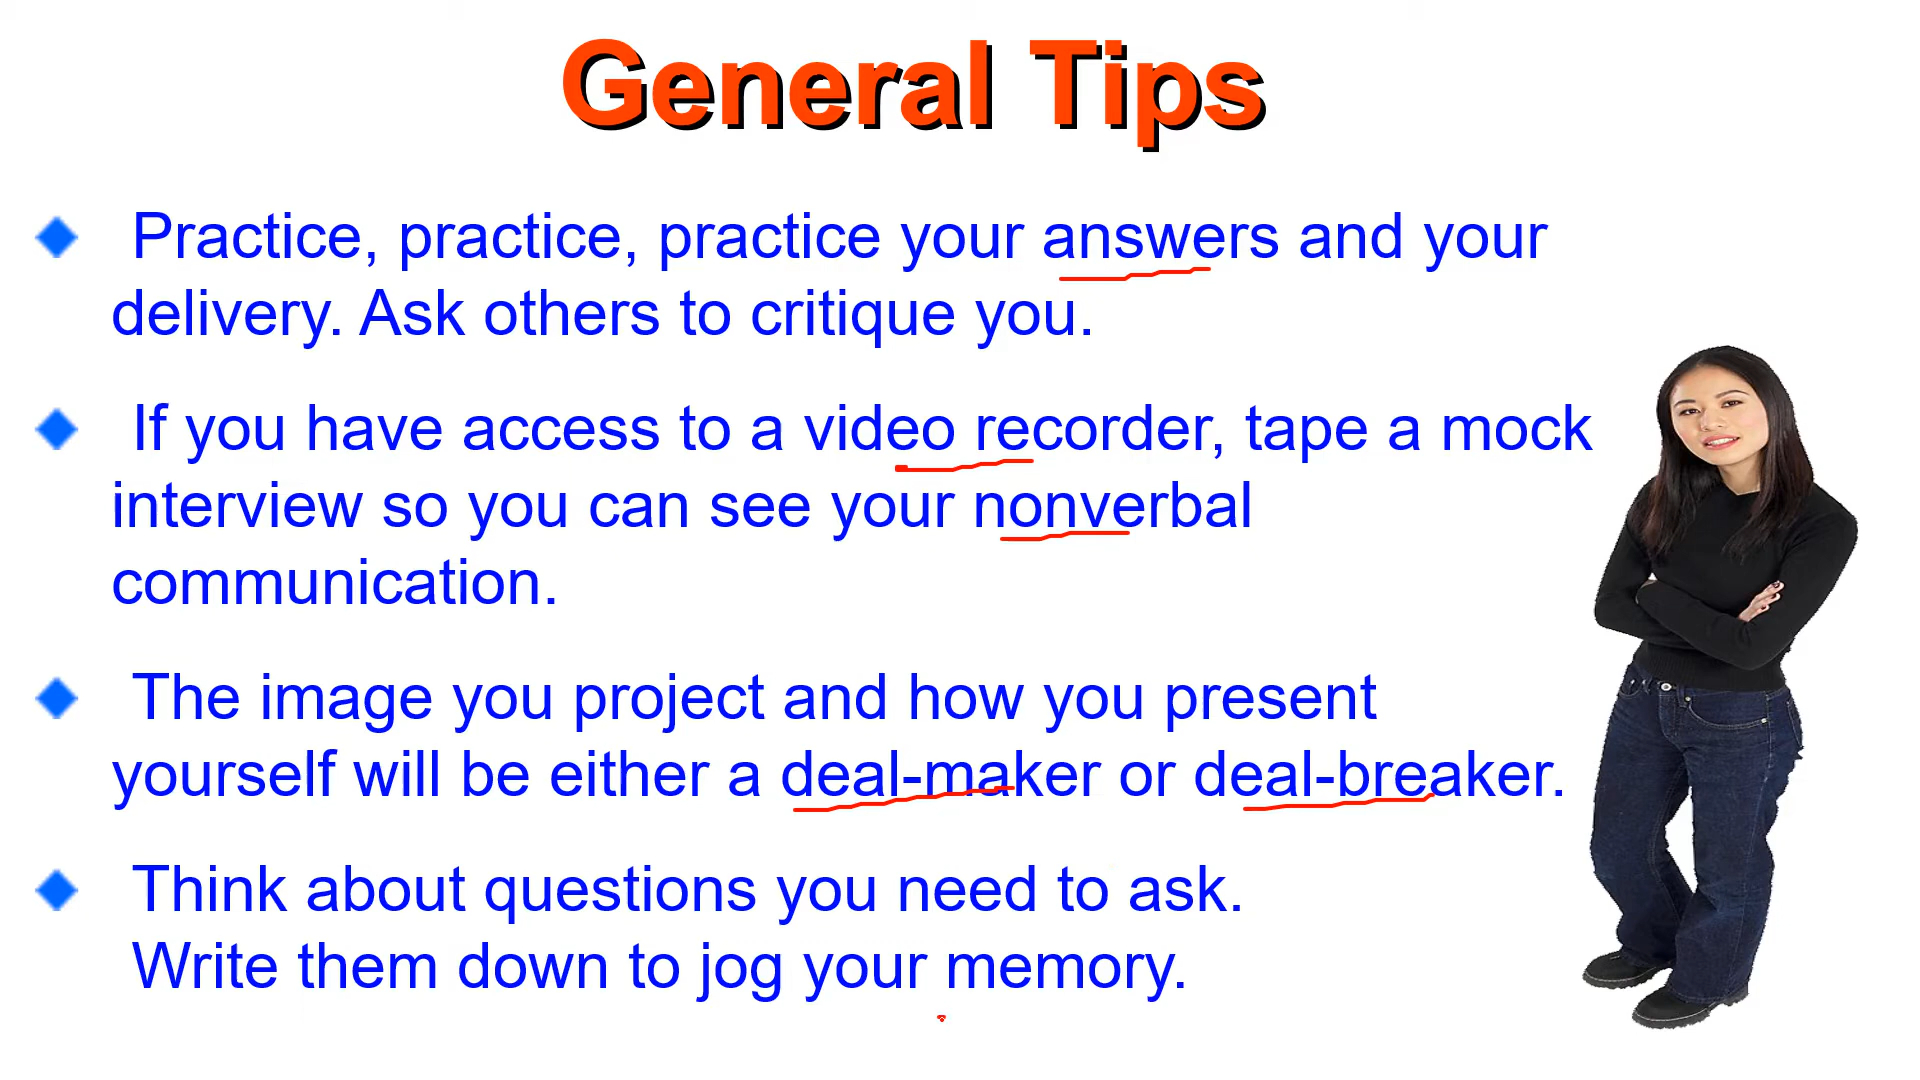 General Tips
Practice, practice, practice your answers and your
delivery. Ask others to critique you.
If you have access to a video recorder, tape a mock
interview so you can see your nonverbal
communication.
The image you project and how you present
yourself will be either a deal-maker or deal-breaker.
Think about questions you need to ask.
Write them down to jog your memory.